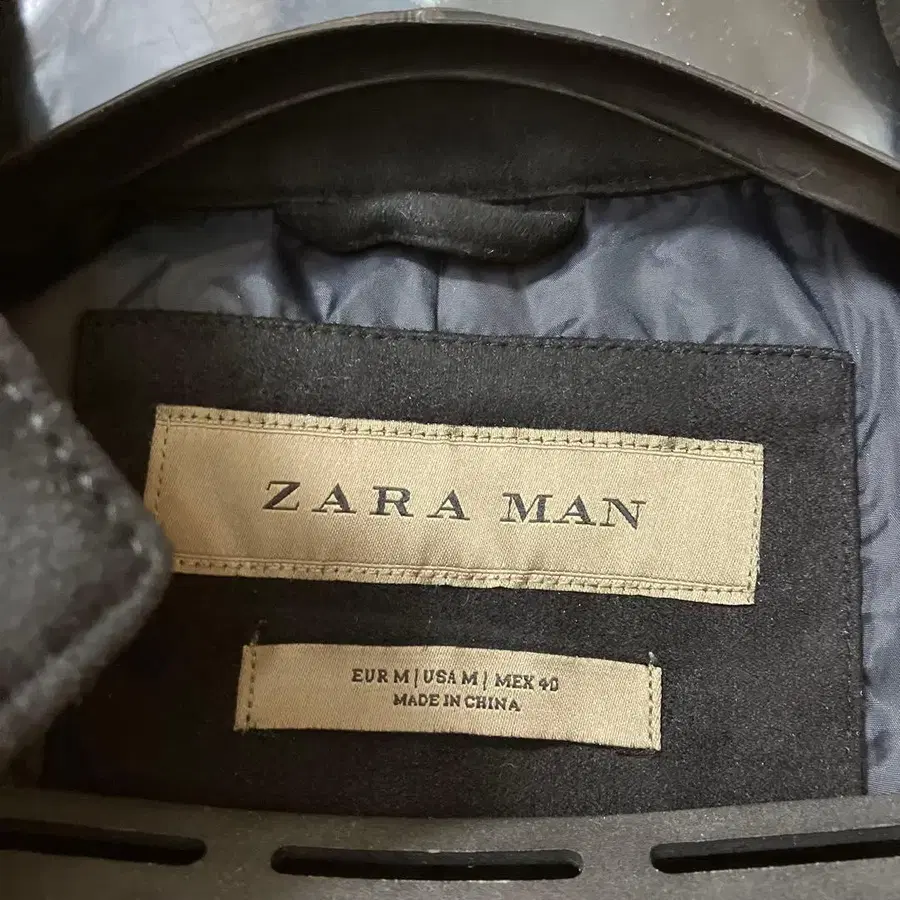 ZARA MAN
EUR M | USA M | MEX 40
MADE IN CHINA